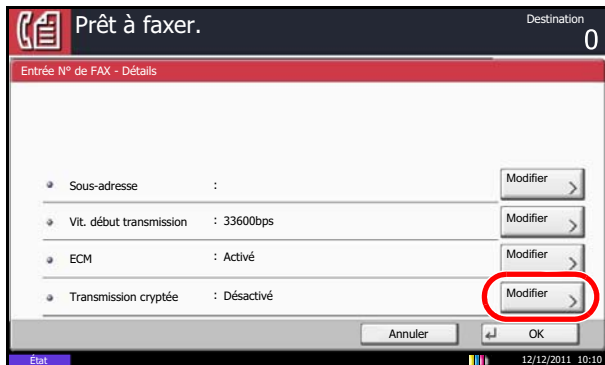 Prêt à faxer.
Destination
0
Entrée N° de FAX - Détails
Sous-adresse : Modifier
Vit. début transmission : 33600bps Modifier
ECM : Activé Modifier
Transmission cryptée : Désactivé Modifier
Annuler OK
État 12/12/2011 10:10